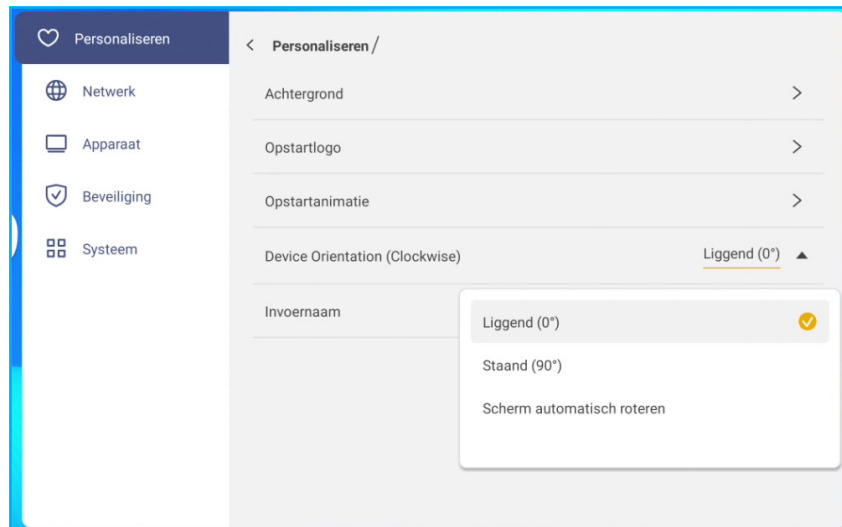 Personaliseren
Netwerk
Apparaat
Beveiliging
Systeem
Personaliseren /
Achtergrond
Opstartlogo
Opstartanimatie
Device Orientation (Clockwise) Liggend (0°)
Invoernaam
Liggend (0°)
Staand (90°)
Scherm automatisch roteren